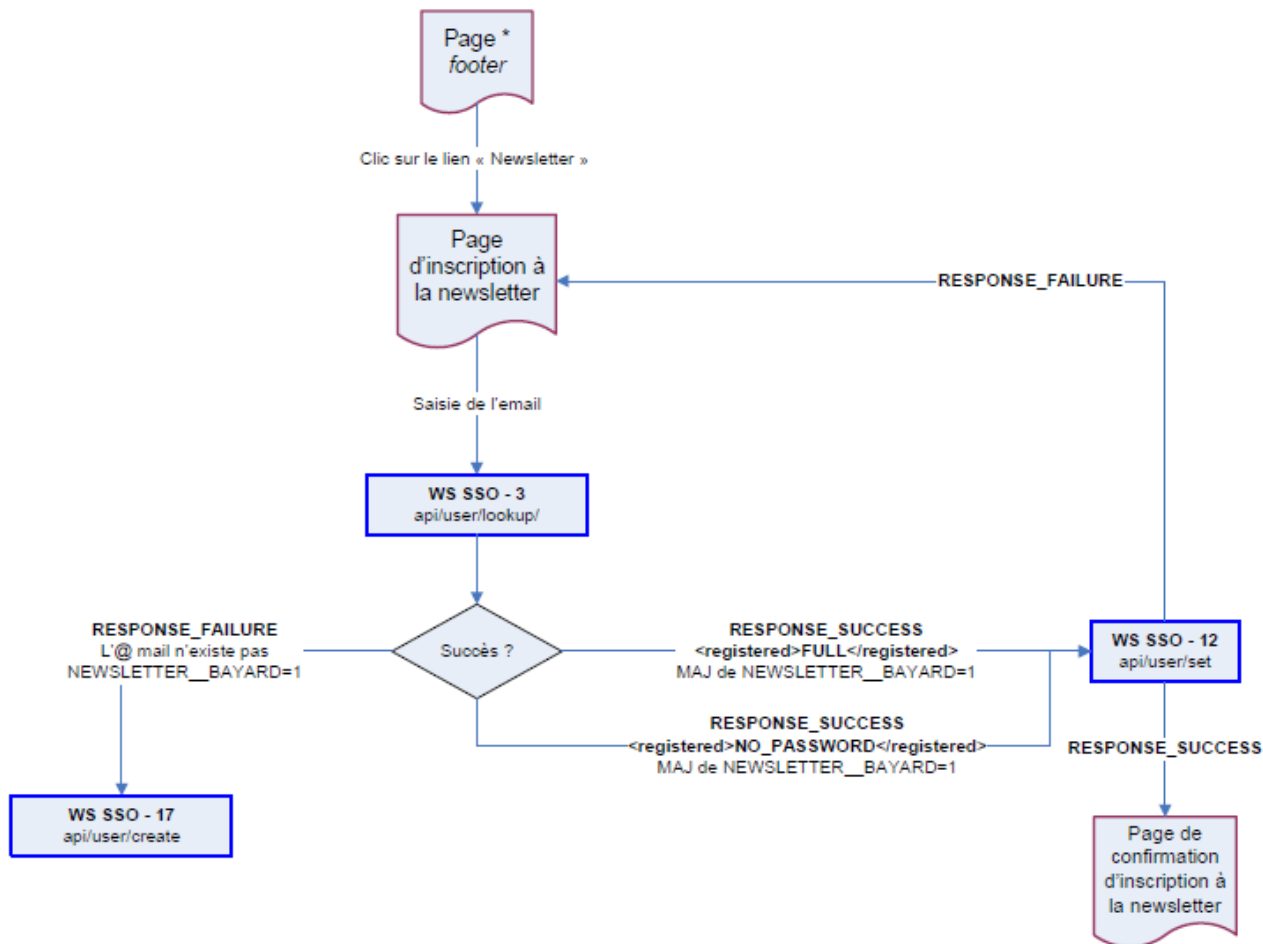 Page *
footer
Clic sur le lien « Newsletter »
Page
d'inscription à
la newsletter
RESPONSE_FAILURE
Saisie de l'email
WS SSO - 3
api/user/lookup/
Succès ?
RESPONSE_FAILURE
L'@ mail n'existe pas
NEWSLETTER__BAYARD=1
RESPONSE_SUCCESS
<registered>FULL</registered>
MAJ de NEWSLETTER__BAYARD=1
WS SSO - 12
api/user/set
RESPONSE_SUCCESS
<registered>NO_PASSWORD</registered>
MAJ de NEWSLETTER__BAYARD=1
RESPONSE_SUCCESS
WS SSO - 17
api/user/create
Page de
confirmation
d'inscription à
la newsletter